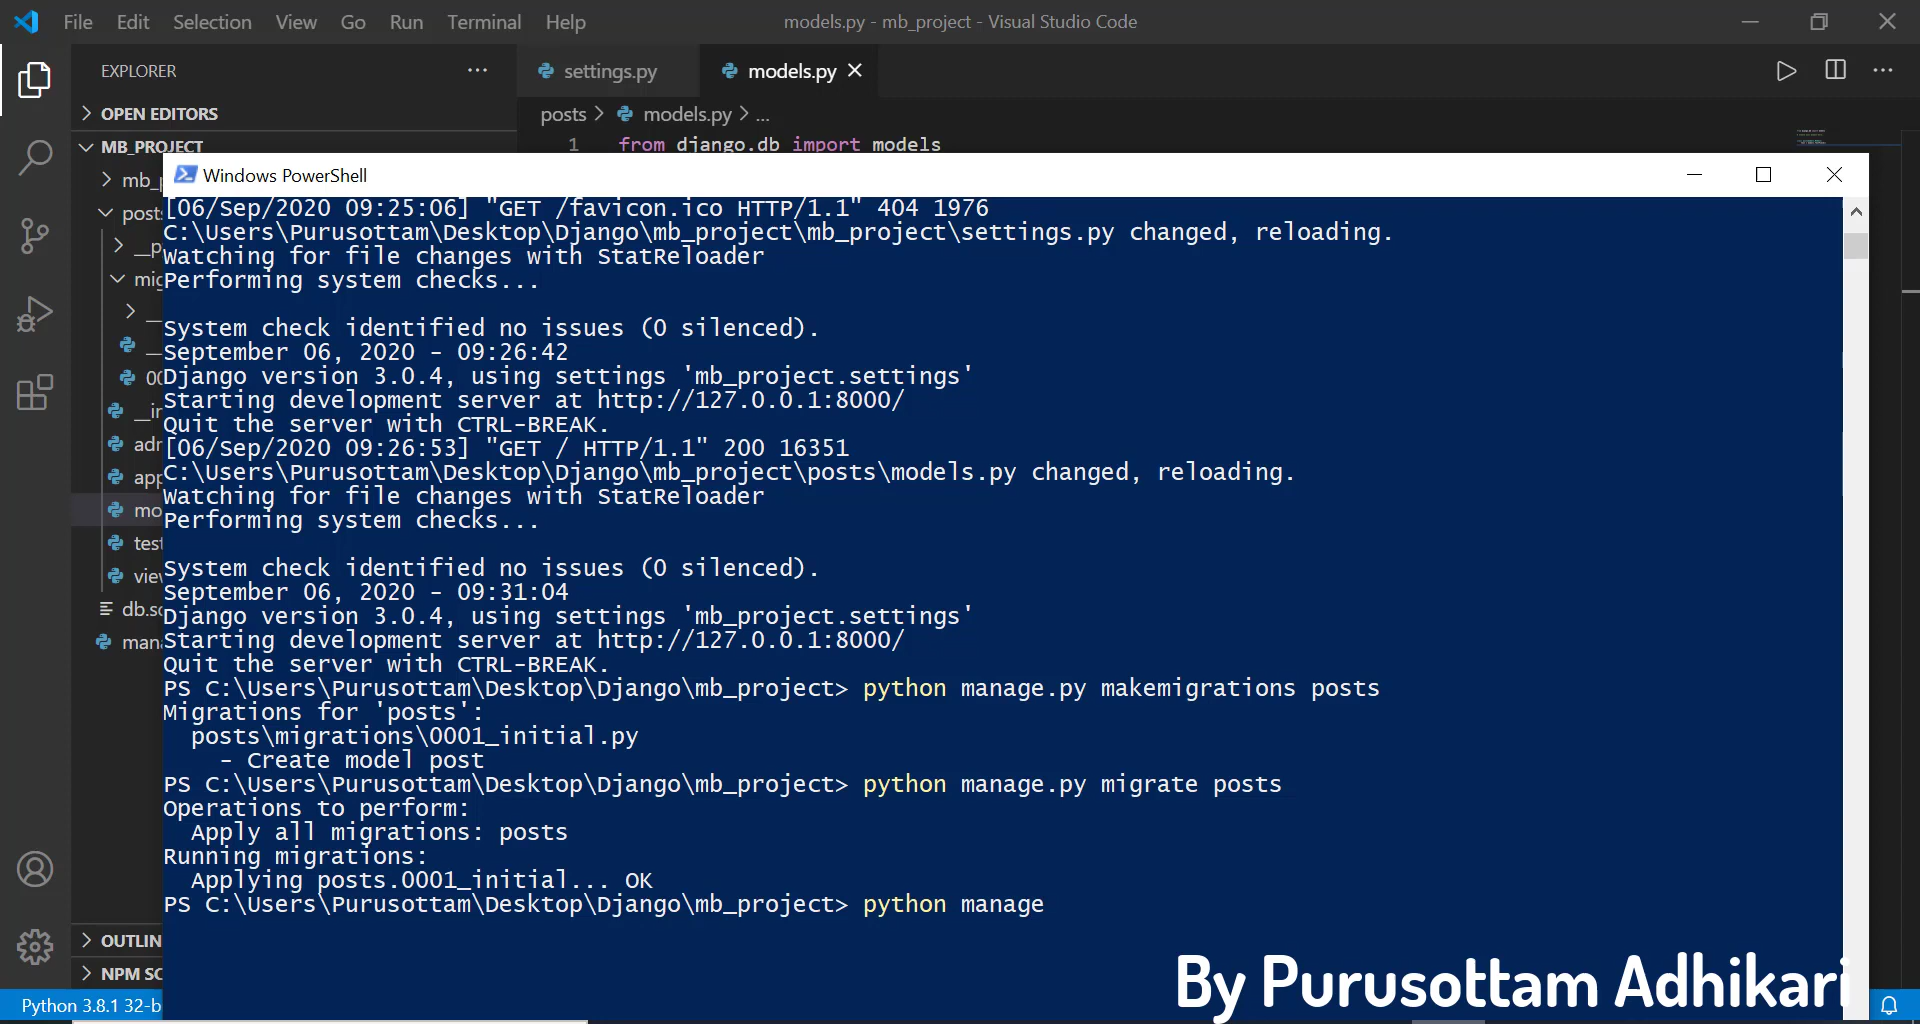 File Edit Selection View Go Run Terminal Help models.py - mb_project - Visual Studio Code
EXPLORER
settings.py models.py
OPEN EDITORS
posts > models.py > ...
MB_PROJECT
1 from django.db import models
mb_p
posts
mig
adm
app
mo
test
view
mana
Windows PowerShell
[06/Sep/2020 09:25:06] "GET /favicon.ico HTTP/1.1" 404 1976
C:\Users\Purusottam\Desktop\Django\mb_project\mb_project\settings.py changed, reloading.
Watching for file changes with StatReloader
Performing system checks...
System check identified no issues (0 silenced).
September 06, 2020 - 09:26:42
Django version 3.0.4, using settings 'mb_project.settings'
Starting development server at http://127.0.0.1:8000/
Quit the server with CTRL-BREAK.
[06/Sep/2020 09:26:53] "GET / HTTP/1.1" 200 16351
C:\Users\Purusottam\Desktop\Django\mb_project\posts\models.py changed, reloading.
Watching for file changes with StatReloader
Performing system checks...
System check identified no issues (0 silenced).
September 06, 2020 - 09:31:04
Django version 3.0.4, using settings 'mb_project.settings'
Starting development server at http://127.0.0.1:8000/
Quit the server with CTRL-BREAK.
PS C:\Users\Purusottam\Desktop\Django\mb_project> python manage.py makemigrations posts
Migrations for 'posts':
posts\migrations\0001_initial.py
- Create model post
PS C:\Users\Purusottam\Desktop\Django\mb_project> python manage.py migrate posts
Operations to perform:
Apply all migrations: posts
Running migrations:
Applying posts.0001_initial... OK
PS C:\Users\Purusottam\Desktop\Django\mb_project> python manage
OUTLIN
NPM SC
Python 3.8.1 32-b
By Purusottam Adhikari